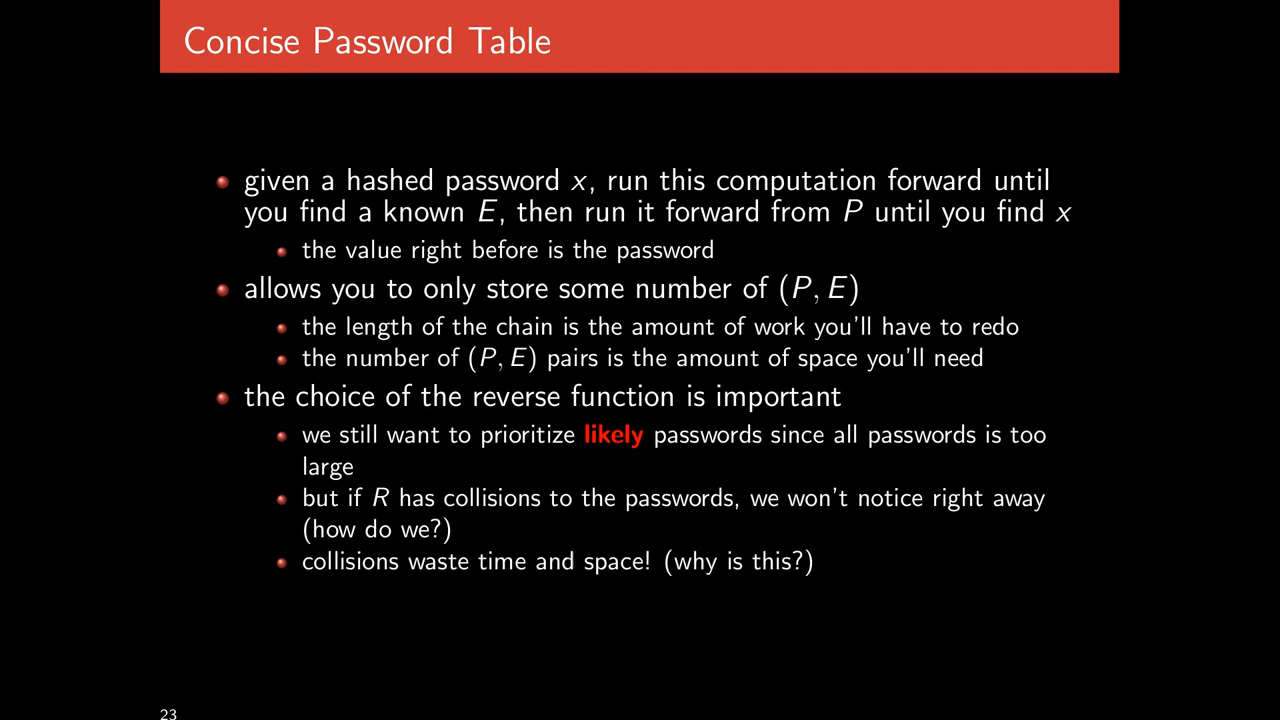 Concise Password Table
given a hashed password x, run this computation forward until
you find a known E, then run it forward from P until you find x
the value right before is the password
allows you to only store some number of (P, E)
the length of the chain is the amount of work you'll have to redo
the number of (P, E) pairs is the amount of space you'll need
the choice of the reverse function is important
we still want to prioritize likely passwords since all passwords is too
large
but if R has collisions to the passwords, we won't notice right away
(how do we?)
collisions waste time and space! (why is this?)
23